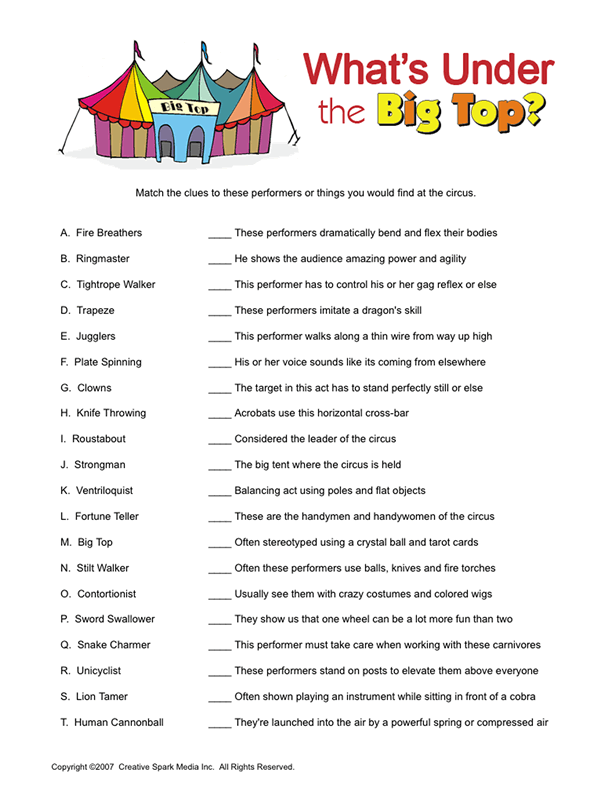 Big Top
What's Under
the Big Top?
Match the clues to these performers or things you would find at the circus.
A. Fire Breathers ____ These performers dramatically bend and flex their bodies
B. Ringmaster ____ He shows the audience amazing power and agility
C. Tightrope Walker ____ This performer has to control his or her gag reflex or else
D. Trapeze ____ These performers imitate a dragon's skill
E. Jugglers ____ This performer walks along a thin wire from way up high
F. Plate Spinning ____ His or her voice sounds like its coming from elsewhere
G. Clowns ____ The target in this act has to stand perfectly still or else
H. Knife Throwing ____ Acrobats use this horizontal cross-bar
I. Roustabout ____ Considered the leader of the circus
J. Strongman ____ The big tent where the circus is held
K. Ventriloquist ____ Balancing act using poles and flat objects
L. Fortune Teller ____ These are the handymen and handywomen of the circus
M. Big Top ____ Often stereotyped using a crystal ball and tarot cards
N. Stilt Walker ____ Often these performers use balls, knives and fire torches
O. Contortionist ____ Usually see them with crazy costumes and colored wigs
P. Sword Swallower ____ They show us that one wheel can be a lot more fun than two
Q. Snake Charmer ____ This performer must take care when working with these carnivores
R. Unicyclist ____ These performers stand on posts to elevate them above everyone
S. Lion Tamer ____ Often shown playing an instrument while sitting in front of a cobra
T. Human Cannonball ____ They're launched into the air by a powerful spring or compressed air
Copyright ©2007 Creative Spark Media Inc. All Rights Reserved.